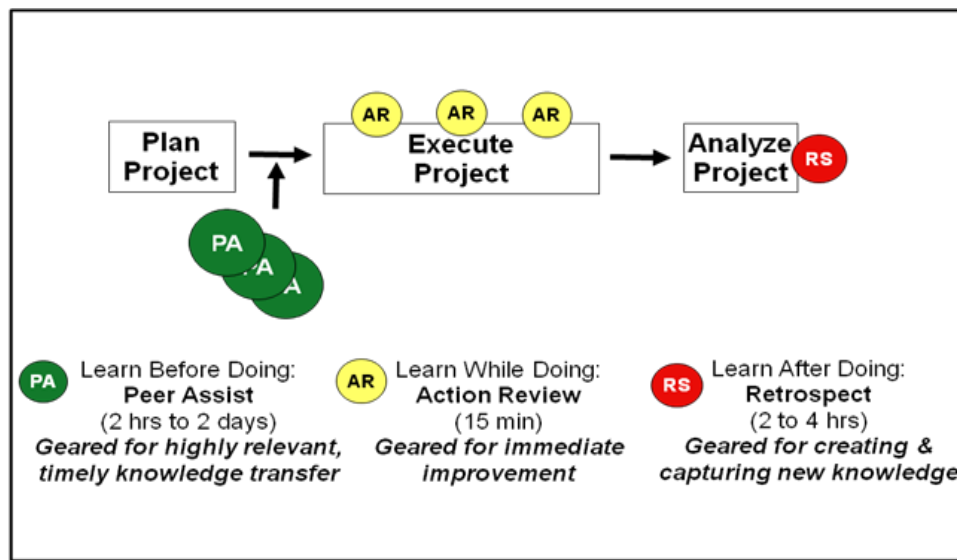 AR AR AR
Plan
Project
Execute
Project
Analyze
Project
RS
PA
PA
A
PA
Learn Before Doing:
Peer Assist
(2 hrs to 2 days)
Geared for highly relevant,
timely knowledge transfer
AR
Learn While Doing:
Action Review
(15 min)
Geared for immediate
improvement
RS
Learn After Doing:
Retrospect
(2 to 4 hrs)
Geared for creating &
capturing new knowledge